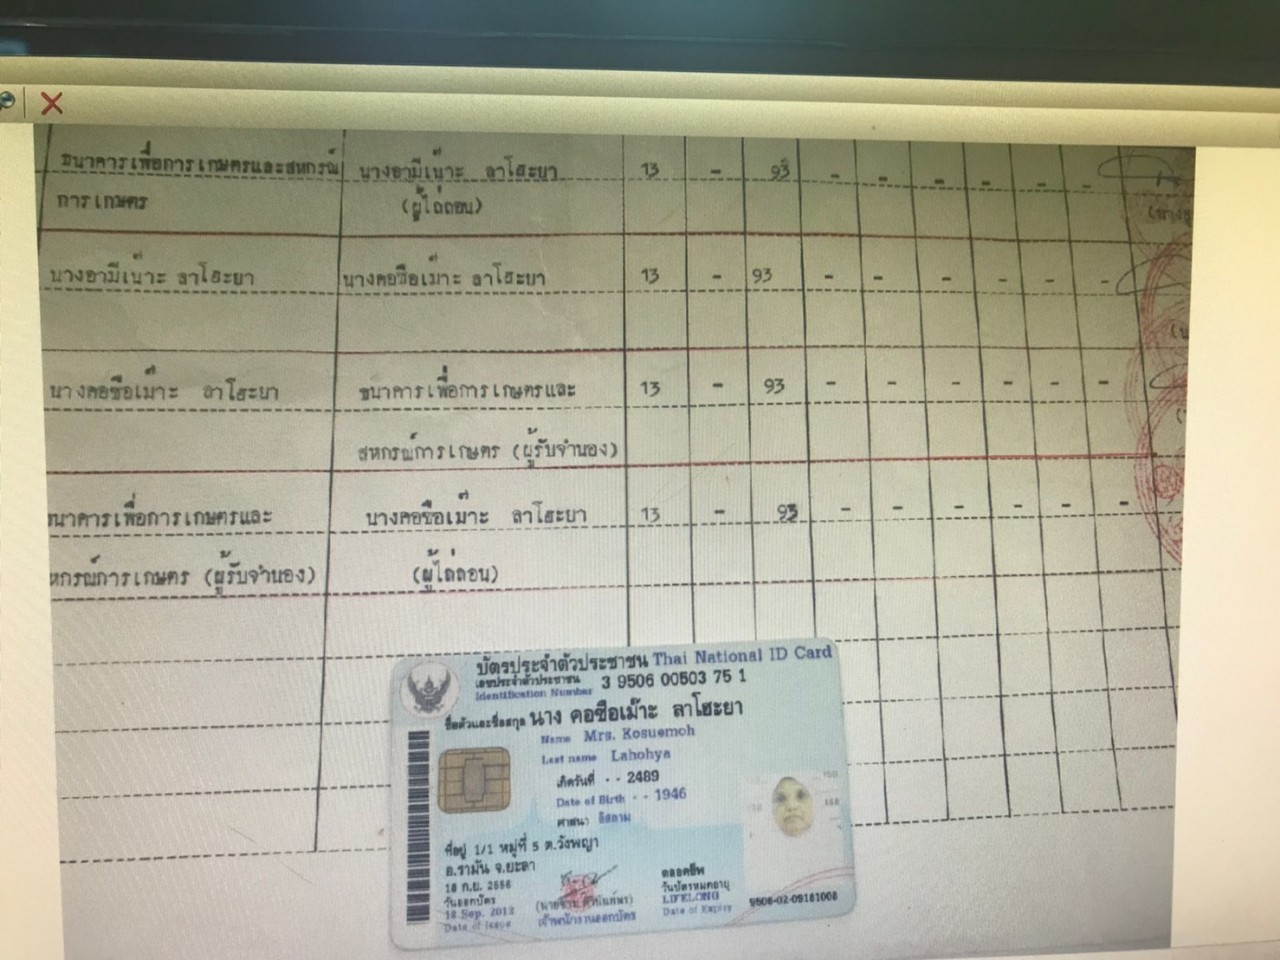 ธนาคารเพื่อการเกษตรและสหกรณ์ นางอามีเน๊าะ ลาโฮะยา 13 - 93 - - - - - -
การเกษตร (ผู้ไถ่ถอน)
นางอามีเน๊าะ ลาโฮะยา นางคอซือเม๊าะ ลาโฮะยา 13 - 93 - - - - - -
นางคอซือเม๊าะ ลาโฮะยา ธนาคารเพื่อการเกษตรและ 13 - 93 - - - - - -
สหกรณ์การเกษตร (ผู้รับจำนอง)
นาคารเพื่อการเกษตรและ นางคอซือเม๊าะ ลาโฮะยา 13 - 93 - - - - - -
หกรณ์การเกษตร (ผู้รับจำนอง) (ผู้ไถ่ถอน)
บัตรประจำตัวประชาชน Thai National ID Card
เลขประจำตัวประชาชน 3 9506 00503 75 1
Identification Number
ชื่อตัวและชื่อสกุล นาง คอซือเม๊าะ ลาโฮะยา
Name Mrs. Kosuemoh
Last name Lahohya
เกิดวันที่ - - 2489
Date of Birth - - 1946
ศาสนา อิสลาม
ที่อยู่ 1/1 หมู่ที่ 5 ต.วังพญา
อ.รามัน จ.ยะลา
18 ก.ย. 2556
วันออกบัตร
18 Sep. 2013
Date of Issue
เจ้าพนักงานออกบัตร
ตลอดชีพ
วันบัตรหมดอายุ
LIFELONG
Date of Expiry
9506-02-09181008
150